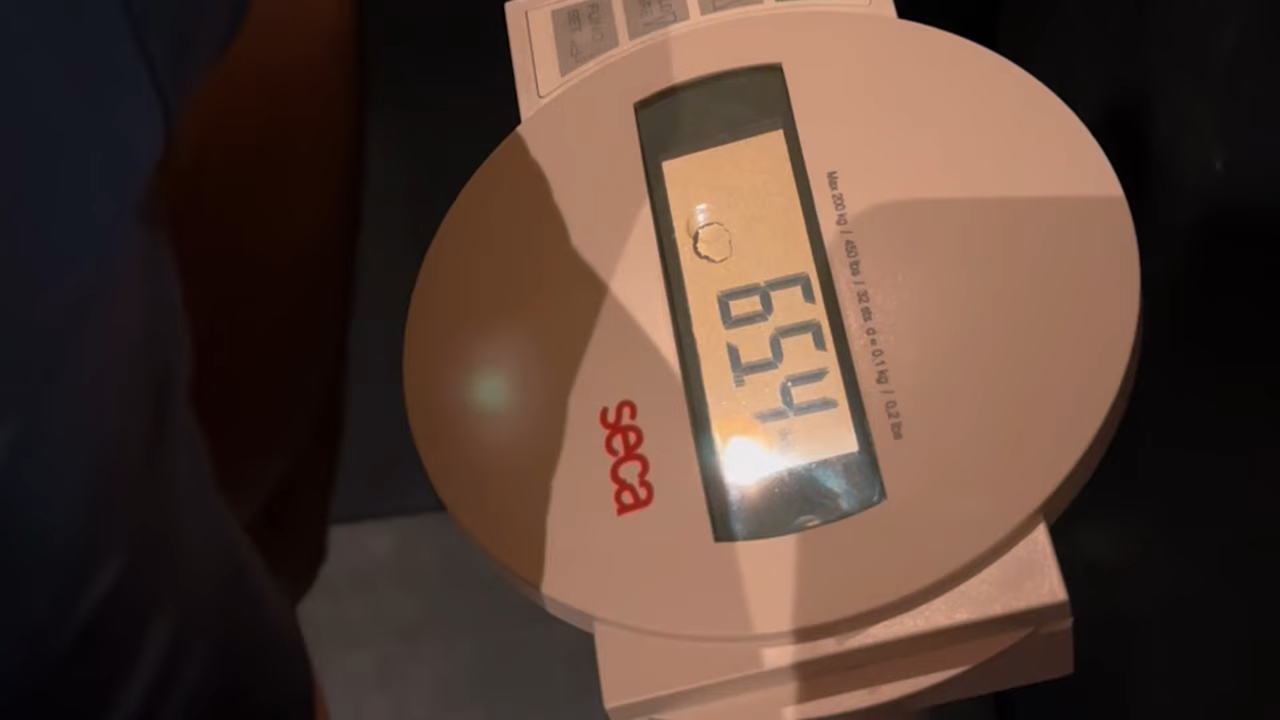 Max 200 kg / 450 lbs / 32 sts d = 0.1 kg / 0.2 lbs
65.4
seca